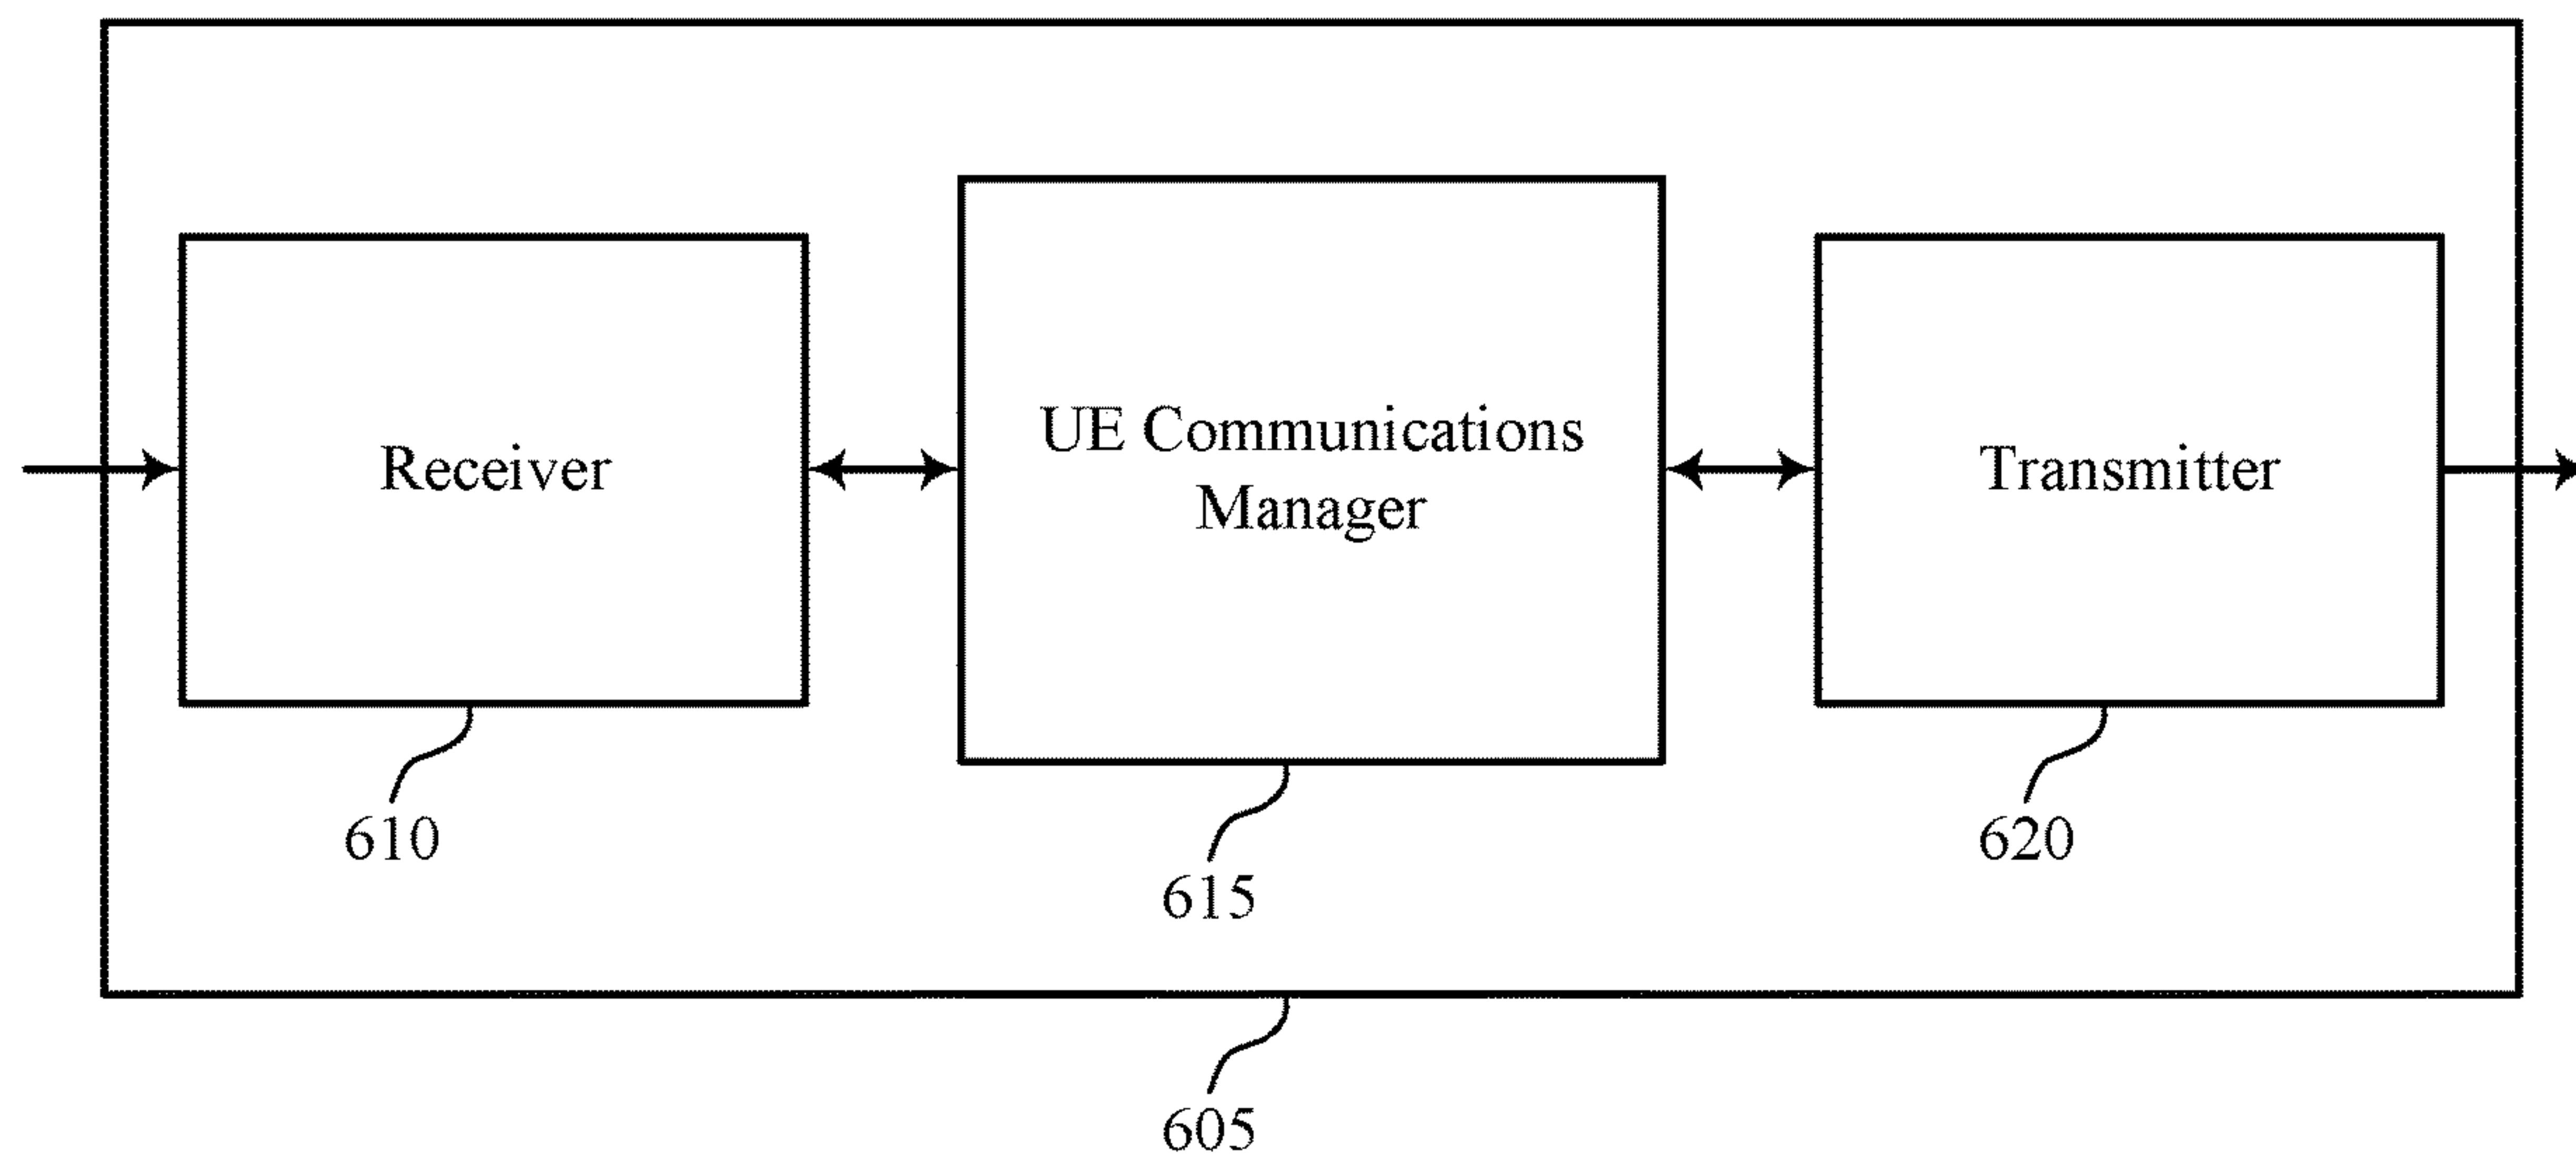 Receiver
UE Communications
Manager
Transmitter
610
615
620
605